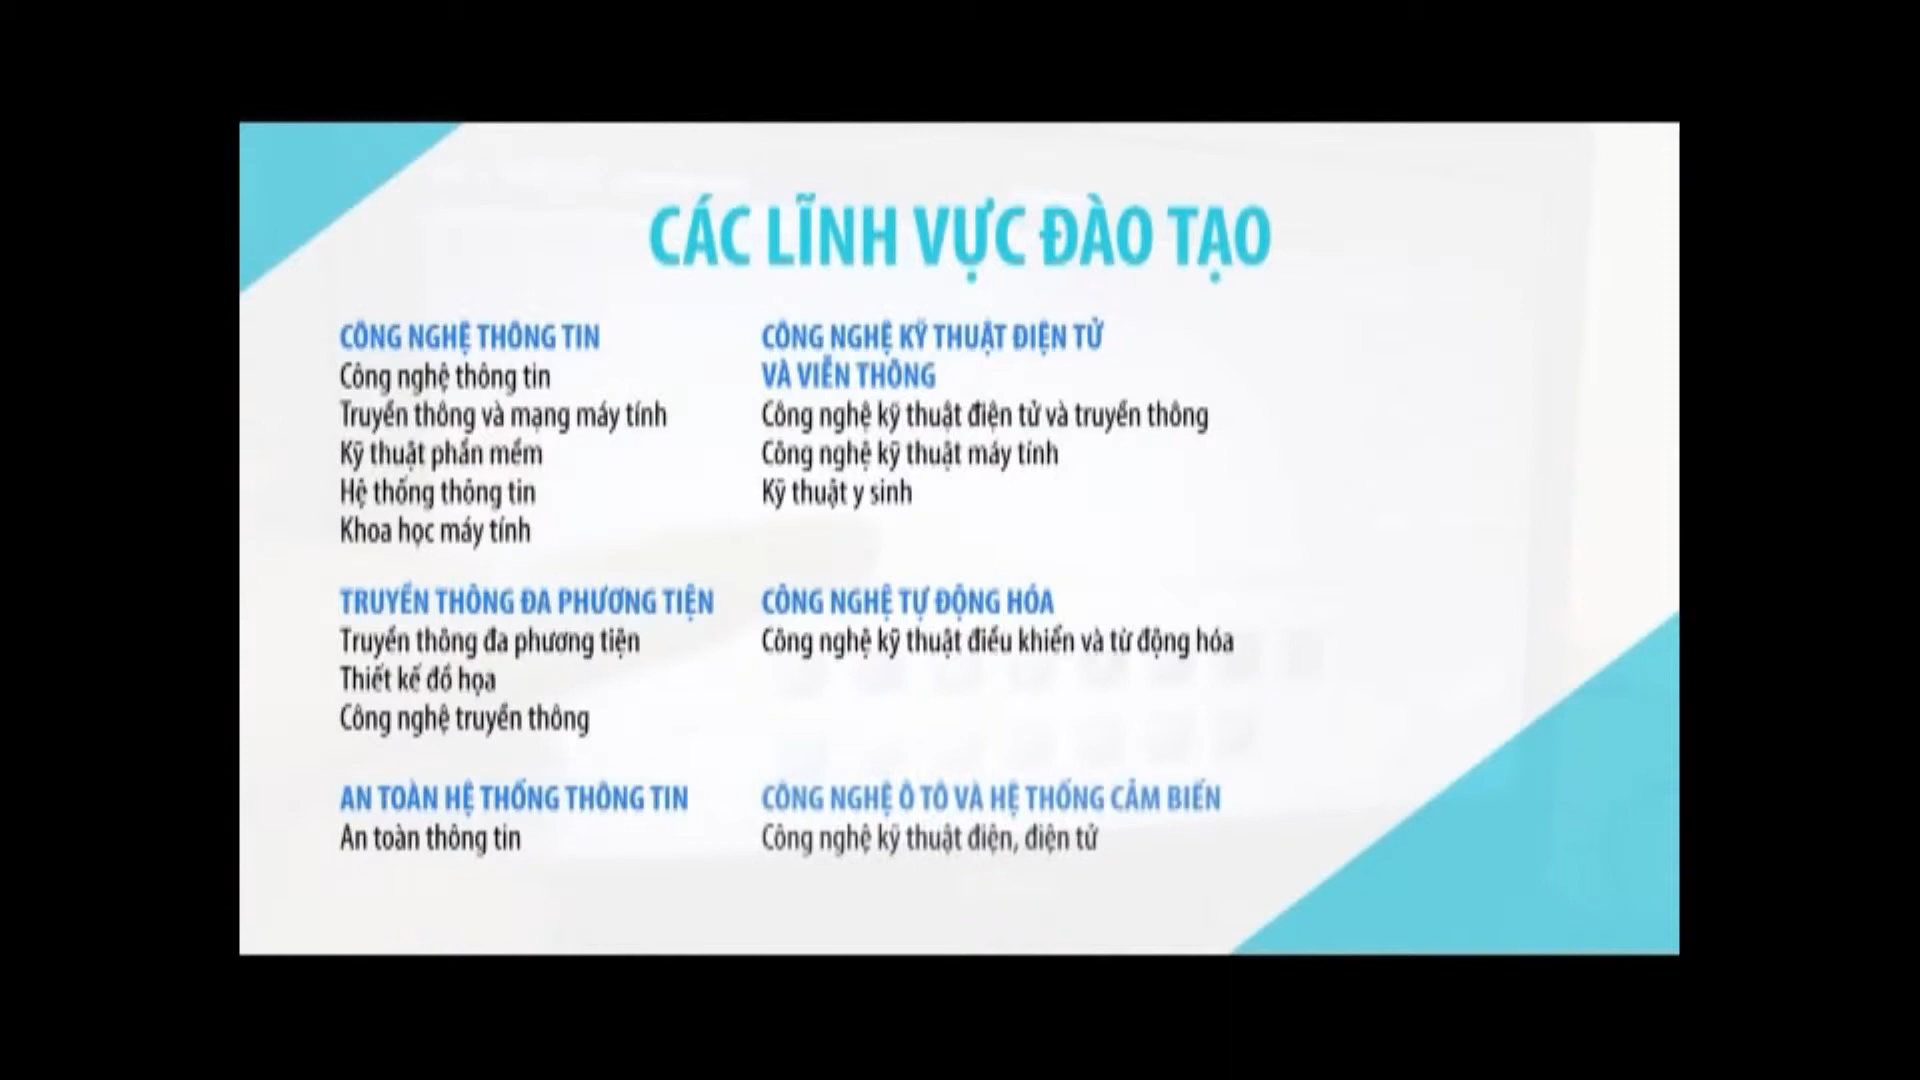 CÁC LĨNH VỰC ĐÀO TẠO
CÔNG NGHỆ THÔNG TIN
Công nghệ thông tin
Truyền thông và mạng máy tính
Kỹ thuật phần mềm
Hệ thống thông tin
Khoa học máy tính
CÔNG NGHỆ KỸ THUẬT ĐIỆN TỬ
VÀ VIỄN THÔNG
Công nghệ kỹ thuật điện tử và truyền thông
Công nghệ kỹ thuật máy tính
Kỹ thuật y sinh
TRUYỀN THÔNG ĐA PHƯƠNG TIỆN
Truyền thông đa phương tiện
Thiết kế đồ họa
Công nghệ truyền thông
CÔNG NGHỆ TỰ ĐỘNG HÓA
Công nghệ kỹ thuật điều khiển và từ động hóa
AN TOÀN HỆ THỐNG THÔNG TIN
An toàn thông tin
CÔNG NGHỆ Ô TÔ VÀ HỆ THỐNG CẢM BIẾN
Công nghệ kỹ thuật điện, điện tử